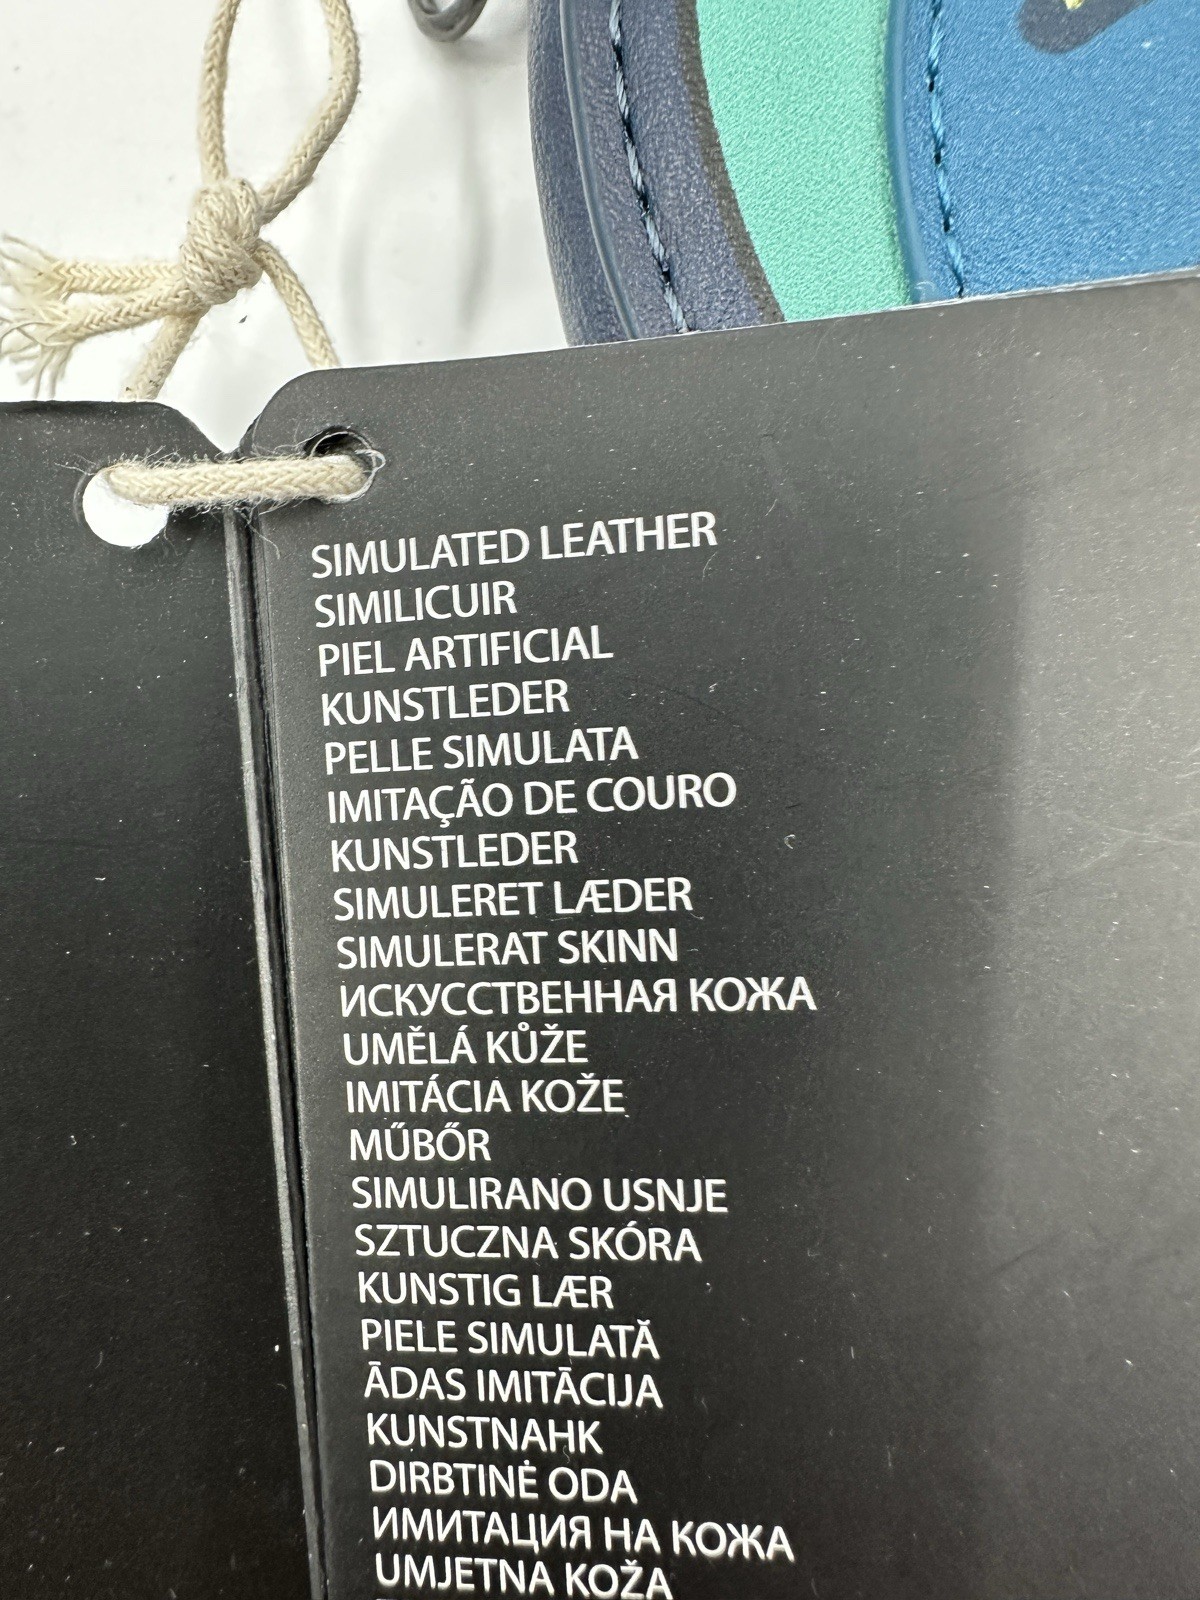 SIMULATED LEATHER
SIMILICUIR
PIEL ARTIFICIAL
KUNSTLEDER
PELLE SIMULATA
IMITAÇÃO DE COURO
KUNSTLEDER
SIMULERET LÆDER
SIMULERAT SKINN
ИСКУССТВЕННАЯ КОЖА
UMĚLÁ KŮŽE
IMITÁCIA KOŽE
MŰBŐR
SIMULIRANO USNJE
SZTUCZNA SKÓRA
KUNSTIG LÆR
PIELE SIMULATĂ
ĀDAS IMITĀCIJA
KUNSTNAHK
DIRBTINĖ ODA
ИМИТАЦИЯ НА КОЖА
UMJETNA KOŽA